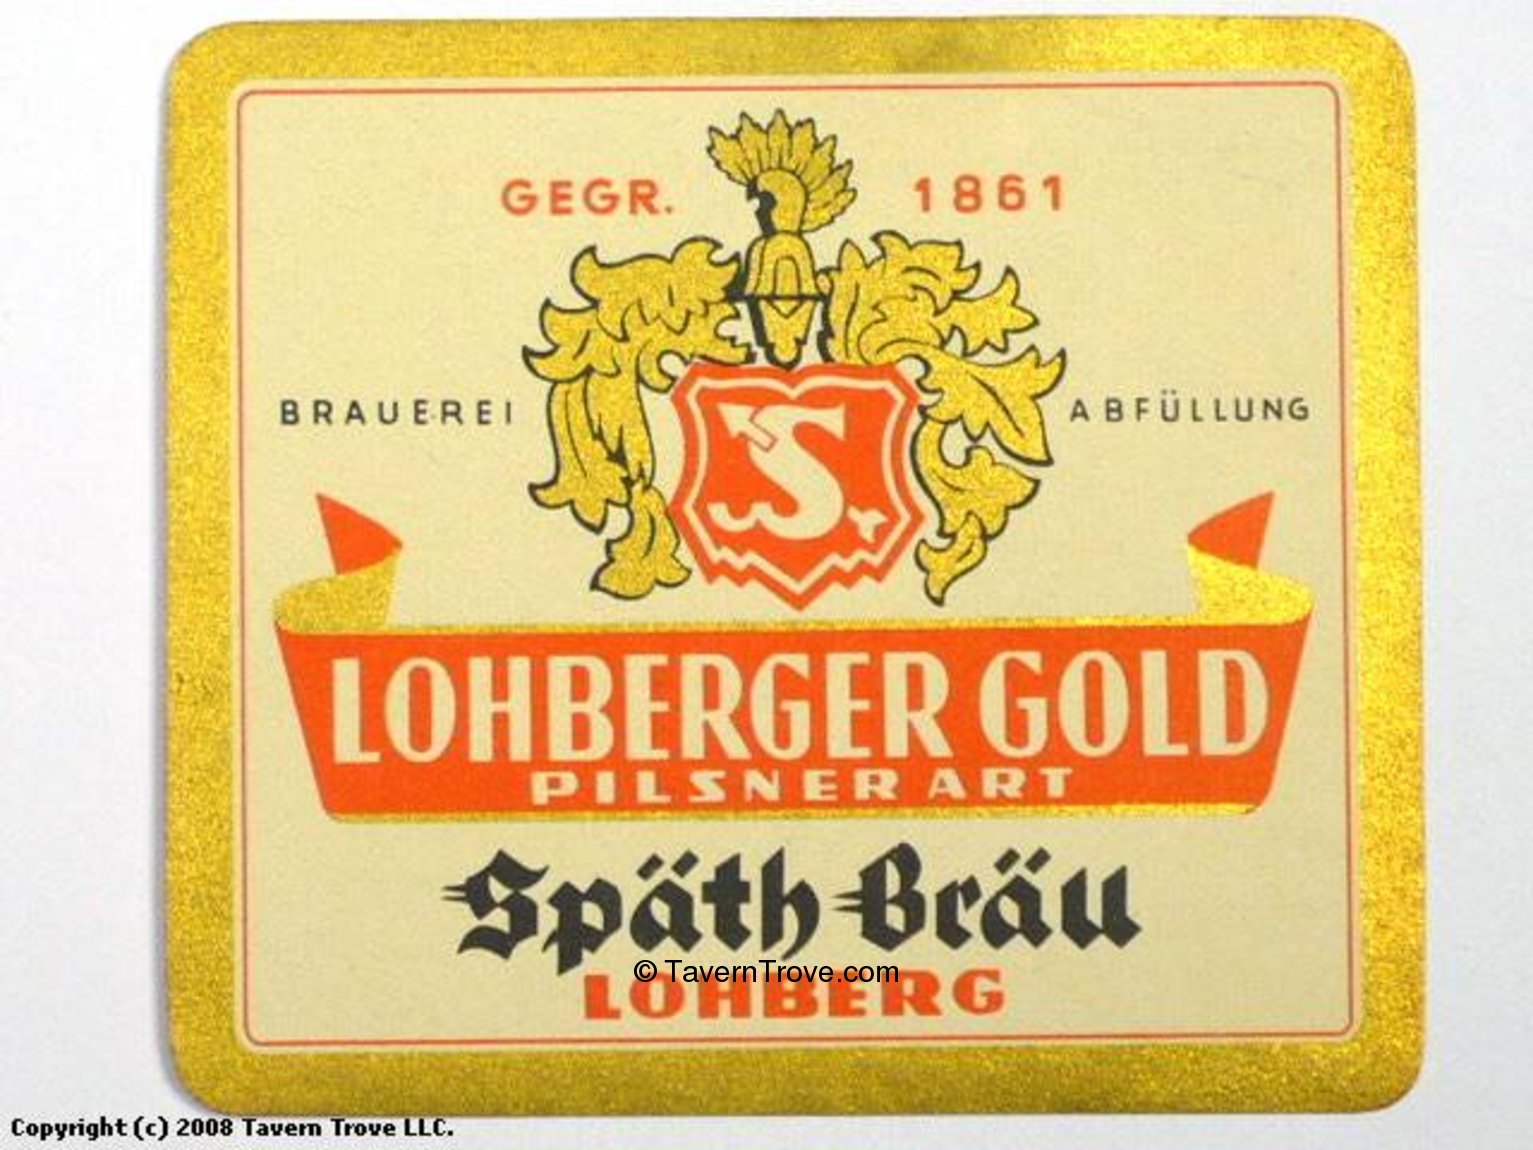 GEGR. 1861
BRAUEREI ABFÜLLUNG
S
LOHBERGER GOLD
PILSNER ART
Späth-Bräu
© TavernTrove.com
LOHBERG
Copyright (c) 2008 Tavern Trove LLC.